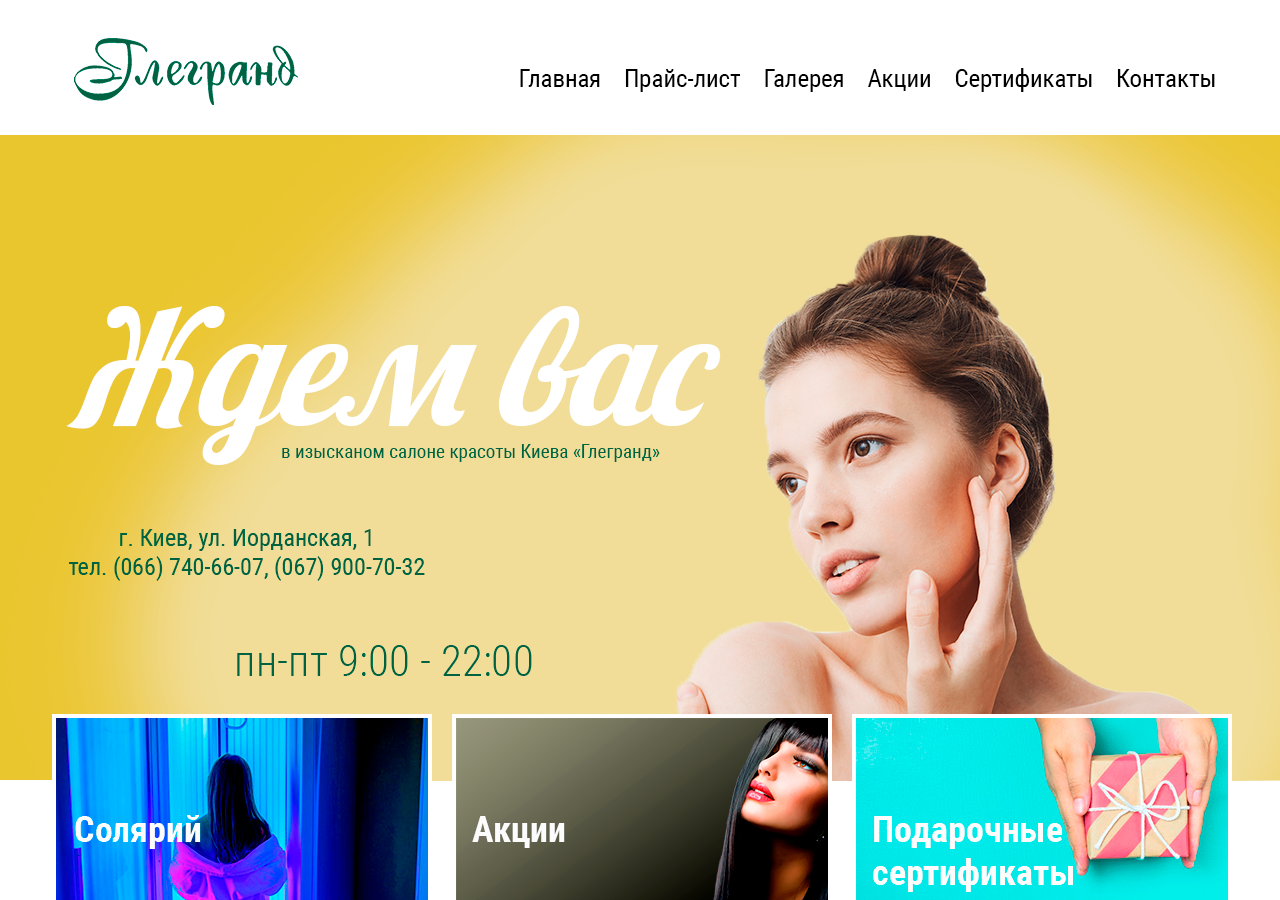 Глегранд
Главная Прайс-лист Галерея Акции Сертификаты Контакты
Ждем вас
в изысканом салоне красоты Киева «Глегранд»
г. Киев, ул. Иорданская, 1
тел. (066) 740-66-07, (067) 900-70-32
пн-пт 9:00 - 22:00
Солярий
Акции
Подарочные
сертификаты